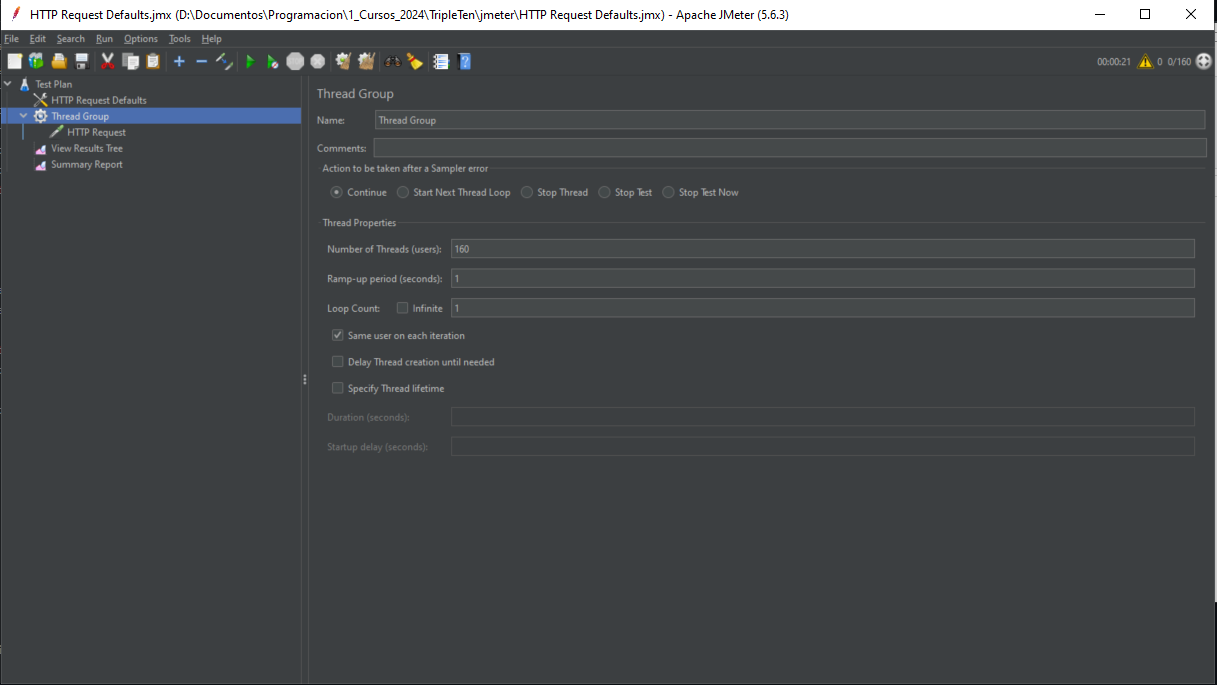 HTTP Request Defaults.jmx (D:\Documentos\Programacion\1_Cursos_2024\TripleTen\jmeter\HTTP Request Defaults.jmx) - Apache JMeter (5.6.3)
File Edit Search Run Options Tools Help
00:00:21 0 0/160
Test Plan
HTTP Request Defaults
Thread Group
HTTP Request
View Results Tree
Summary Report
Thread Group
Name: Thread Group
Comments:
Action to be taken after a Sampler error
Continue Start Next Thread Loop Stop Thread Stop Test Stop Test Now
Thread Properties
Number of Threads (users): 160
Ramp-up period (seconds): 1
Loop Count: Infinite 1
Same user on each iteration
Delay Thread creation until needed
Specify Thread lifetime
Duration (seconds):
Startup delay (seconds):